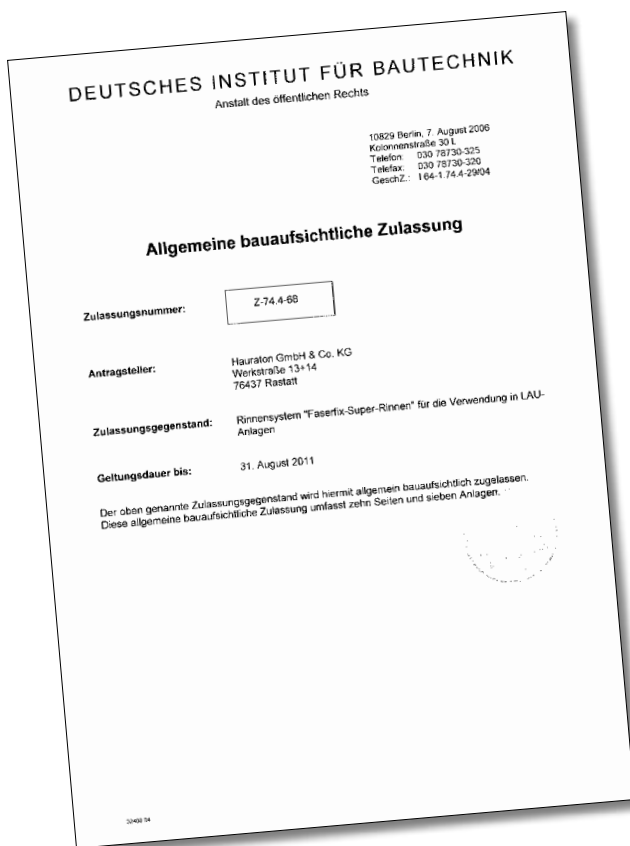 DEUTSCHES INSTITUT FÜR BAUTECHNIK
Anstalt des öffentlichen Rechts
10829 Berlin, 7. August 2006
Kolonnenstraße 30 L
Telefon: 030 78730-325
Telefax: 030 78730-320
GeschZ.: I 64-1.74.4-29/04
Allgemeine bauaufsichtliche Zulassung
Zulassungsnummer: Z-74.4-68
Antragsteller: Hauraton GmbH & Co. KG
Werkstraße 13+14
76437 Rastatt
Zulassungsgegenstand: Rinnensystem "Faserfix-Super-Rinnen" für die Verwendung in LAU-
Anlagen
Geltungsdauer bis: 31. August 2011
Der oben genannte Zulassungsgegenstand wird hiermit allgemein bauaufsichtlich zugelassen.
Diese allgemeine bauaufsichtliche Zulassung umfasst zehn Seiten und sieben Anlagen.